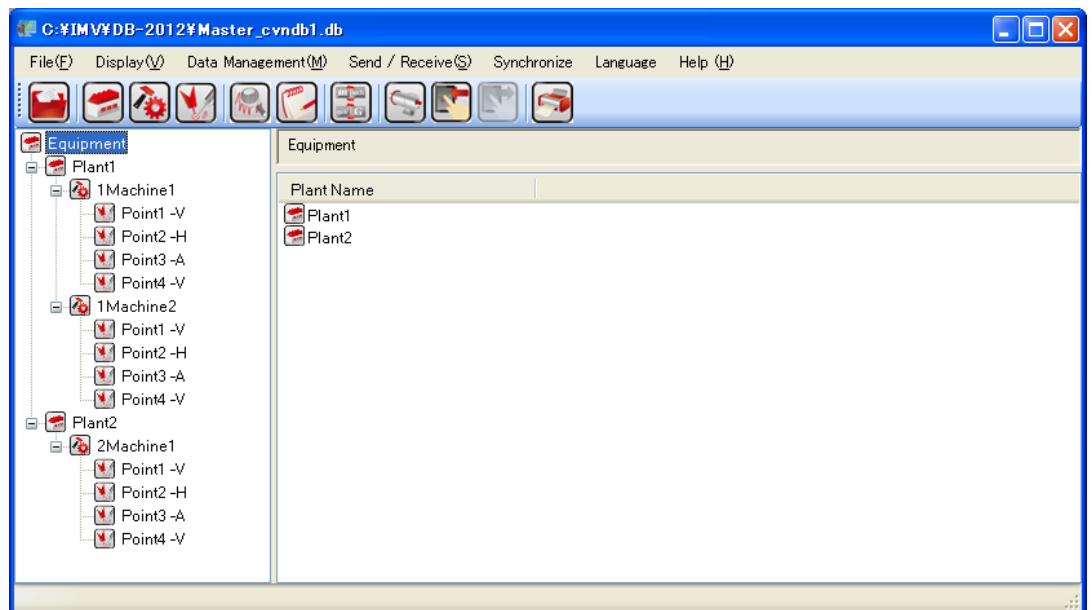 C:¥IMV¥DB-2012¥Master_cvndb1.db
File(F) Display(V) Data Management(M) Send / Receive(S) Synchronize Language Help (H)
Equipment
Plant1
1Machine1
Point1 -V
Point2 -H
Point3 -A
Point4 -V
1Machine2
Point1 -V
Point2 -H
Point3 -A
Point4 -V
Plant2
2Machine1
Point1 -V
Point2 -H
Point3 -A
Point4 -V
Equipment
Plant Name
Plant1
Plant2